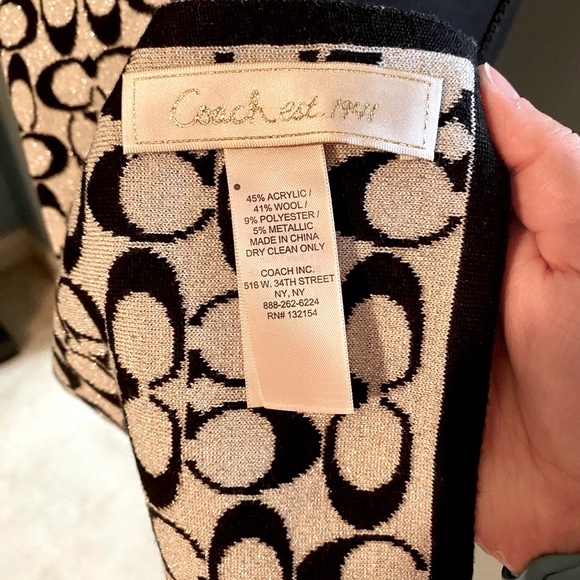 Coach est. 1941
45% ACRYLIC /
41% WOOL /
9% POLYESTER /
5% METALLIC
MADE IN CHINA
DRY CLEAN ONLY
COACH INC.
516 W. 34TH STREET
NY, NY
888-262-6224
RN# 132154